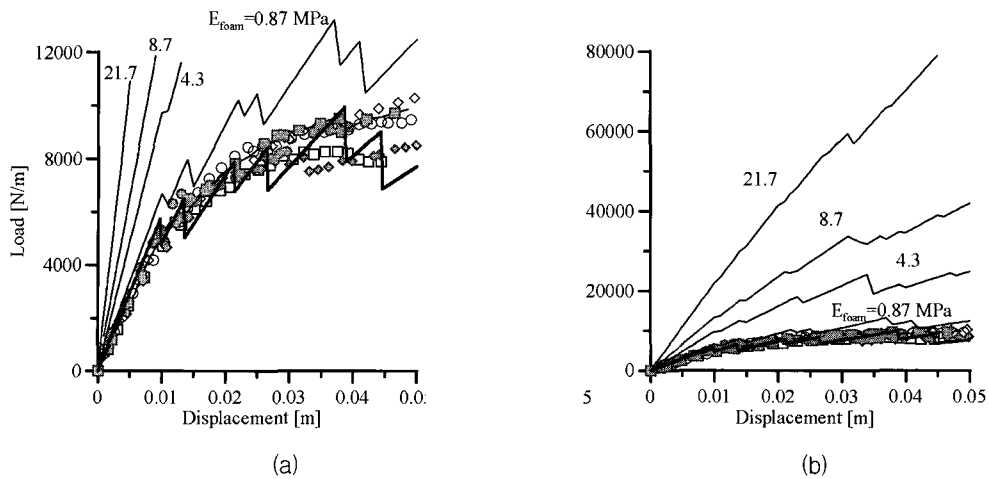 E_foam=0.87 MPa
12000
8.7
21.7
4.3
8000
4000
0
Load [N/m]
0 0.01 0.02 0.03 0.04 0.0
Displacement [m]
(a)
80000
60000
21.7
40000
8.7
4.3
20000
E_foam=0.87 MPa
0
5
0 0.01 0.02 0.03 0.04 0.05
Displacement [m]
(b)